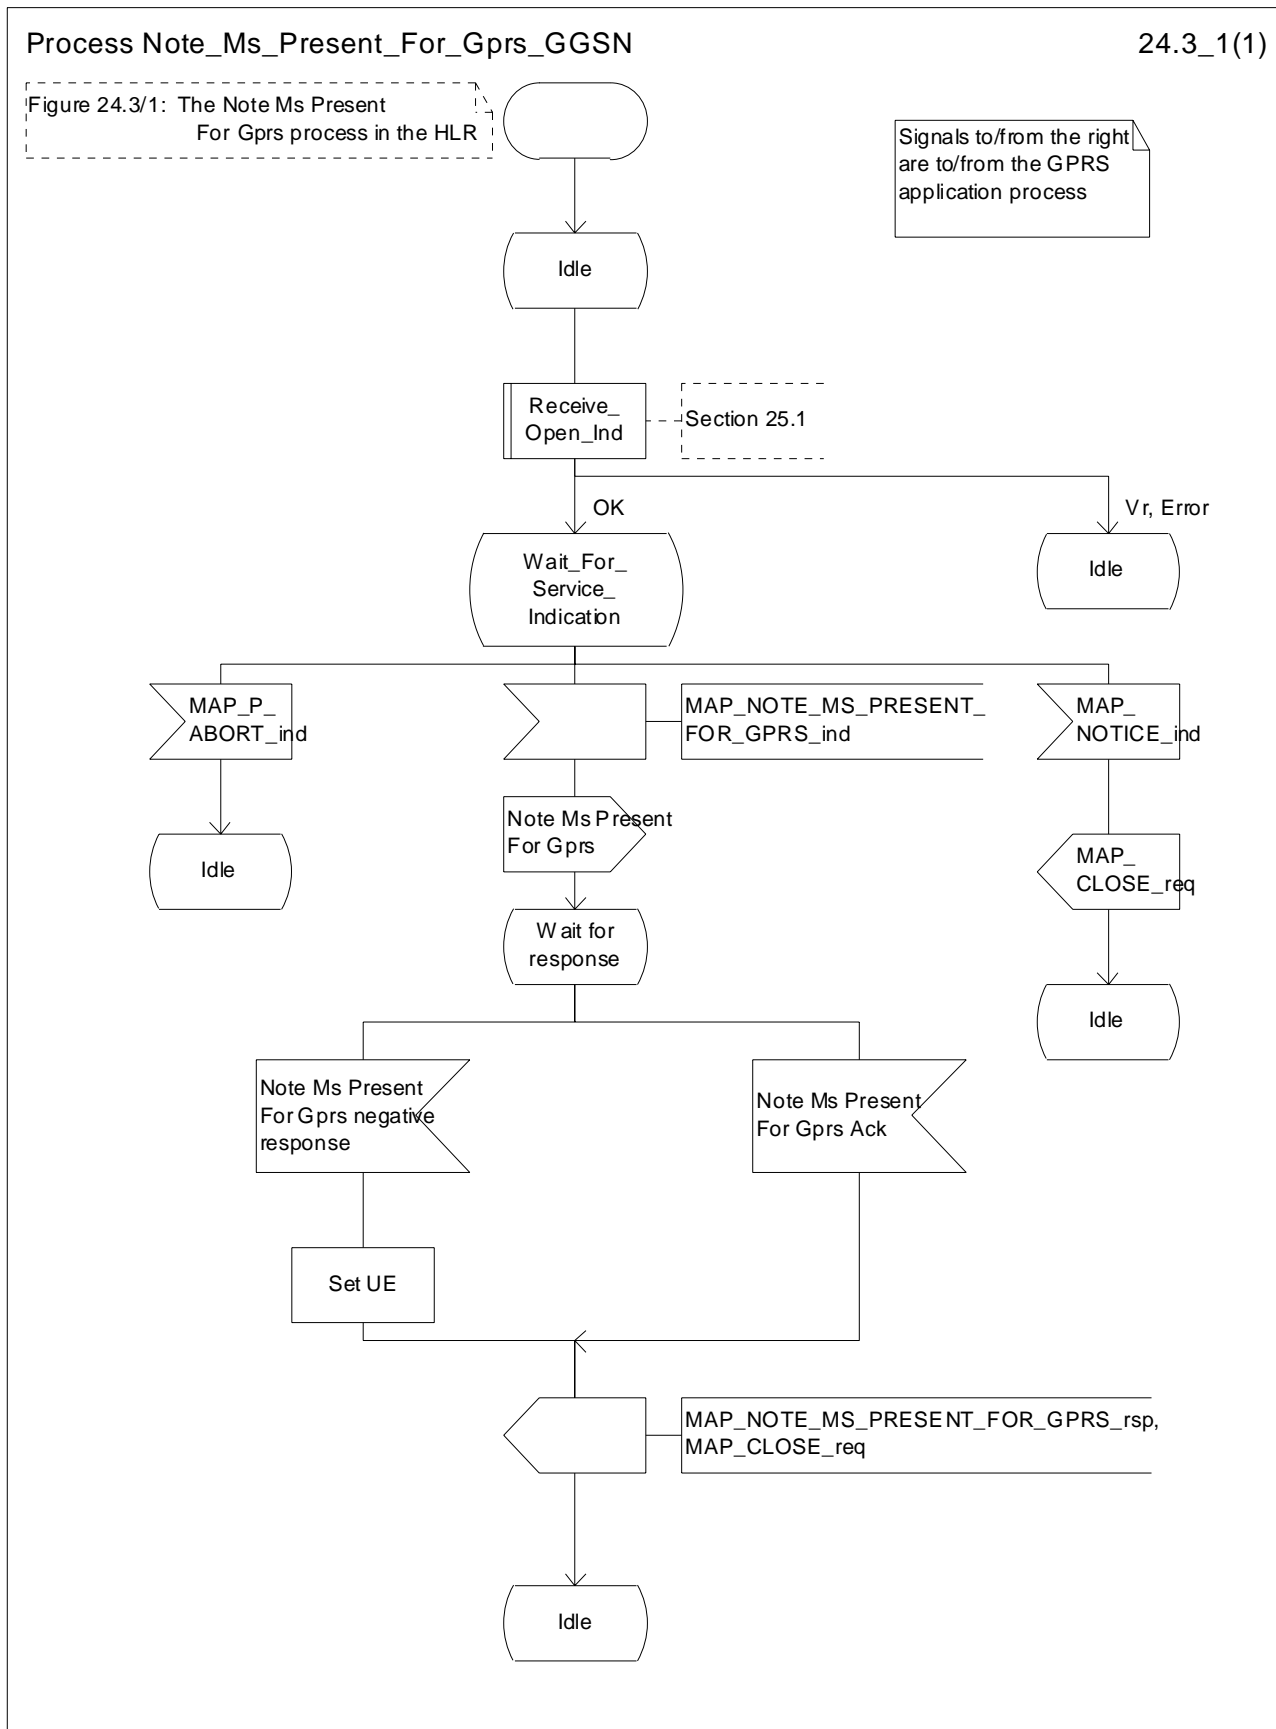 Process Note_Ms_Present_For_Gprs_GGSN
24.3_1(1)
Figure 24.3/1: The Note Ms Present
For Gprs process in the HLR
Signals to/from the right
are to/from the GPRS
application process
Idle
Receive_
Open_Ind
Section 25.1
OK
Vr, Error
Wait_For_
Service_
Indication
Idle
MAP_P_
ABORT_ind
MAP_NOTE_MS_PRESENT_
FOR_GPRS_ind
MAP_
NOTICE_ind
Note Ms Present
For Gprs
Idle
MAP_
CLOSE_req
Wait for
response
Idle
Note Ms Present
For Gprs negative
response
Note Ms Present
For Gprs Ack
Set UE
MAP_NOTE_MS_PRESENT_FOR_GPRS_rsp,
MAP_CLOSE_req
Idle